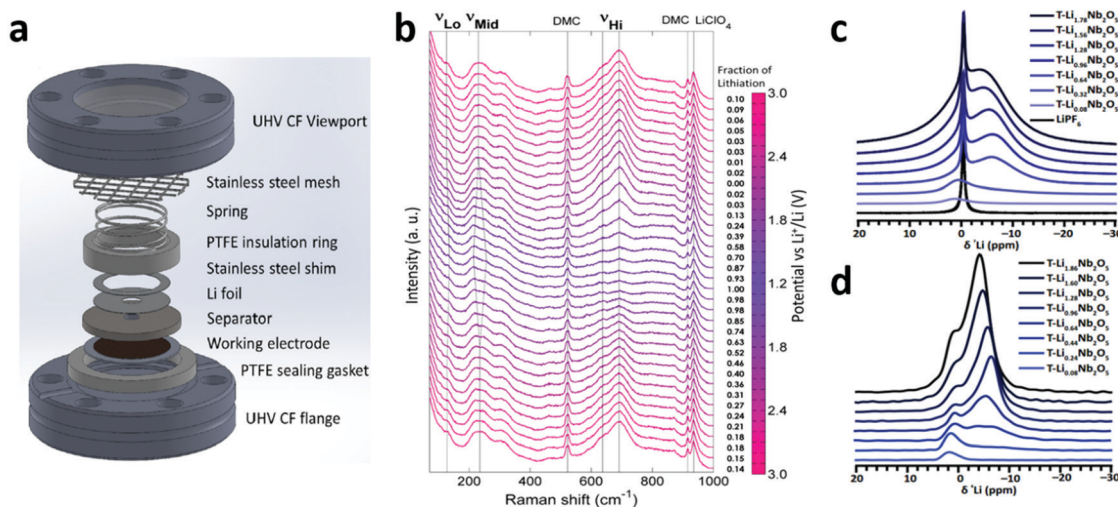 a
UHV CF Viewport
Stainless steel mesh
Spring
PTFE insulation ring
Stainless steel shim
Li foil
Separator
Working electrode
PTFE sealing gasket
UHV CF flange
b
νLo νMid DMC νHi DMC LiClO4
Fraction of
Lithiation
0.10
0.09
0.06
0.05
0.04
0.03
0.03
0.01
0.02
0.00
0.02
0.03
0.13
0.24
0.39
0.58
0.70
0.87
0.93
1.00
0.98
0.98
0.85
0.74
0.63
0.52
0.46
0.40
0.36
0.31
0.27
0.24
0.21
0.18
0.18
0.15
0.14
3.0
2.4
1.8
1.2
1.8
2.4
3.0
Potential vs Li+/Li (V)
Intensity (a. u.)
200 400 600 800 1000
Raman shift (cm-1)
c
T-Li1.78Nb2O5
T-Li1.56Nb2O5
T-Li1.28Nb2O5
T-Li0.96Nb2O5
T-Li0.64Nb2O5
T-Li0.32Nb2O5
T-Li0.08Nb2O5
LiPF6
20 10 0 -10 -20 -30
(ppm)
d
T-Li1.86Nb2O5
T-Li1.60Nb2O5
T-Li1.28Nb2O5
T-Li0.96Nb2O5
T-Li0.64Nb2O5
T-Li0.44Nb2O5
T-Li0.24Nb2O5
T-Li0.08Nb2O5
20 10 0 -10 -20 -30
(ppm)